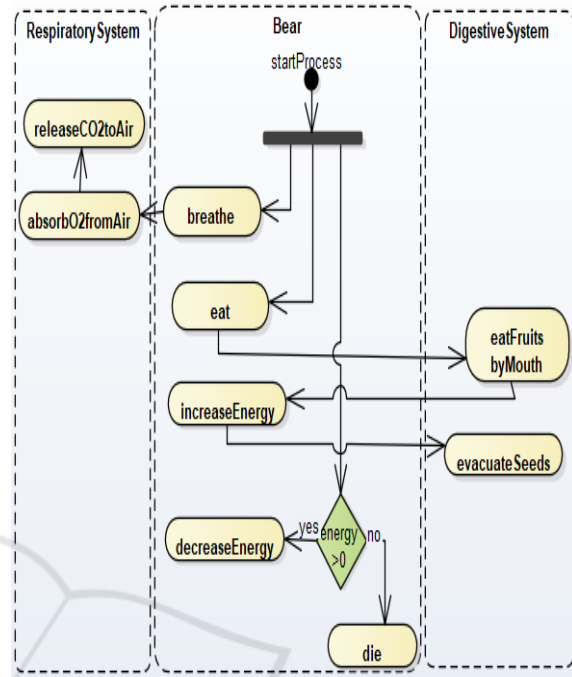 RespiratorySystem
Bear
DigestiveSystem
startProcess
releaseCO2toAir
absorbO2fromAir
breathe
eat
eatFruits
byMouth
increaseEnergy
evacuateSeeds
decreaseEnergy
yes
energy
>0
no
die